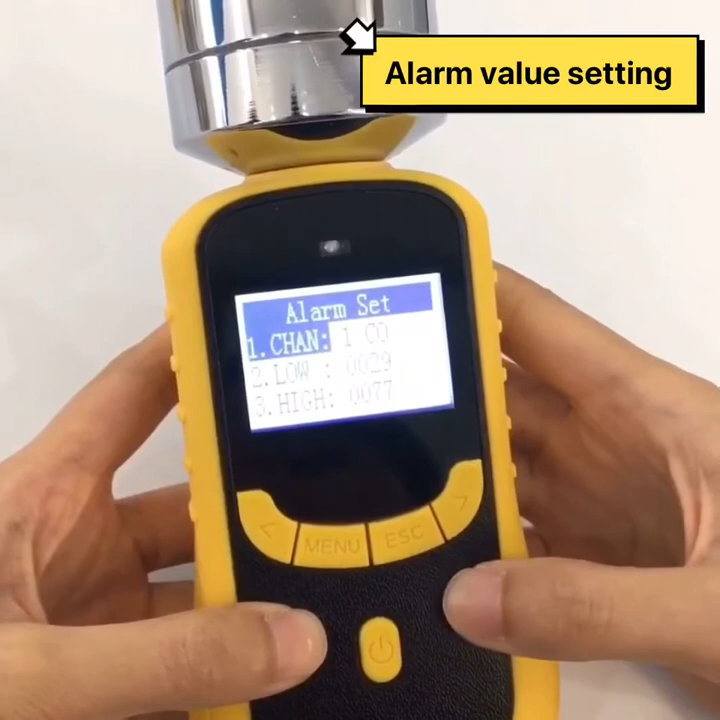 Alarm value setting
Alarm Set
1.CHAN: 1 CO
2.LOW : 0029
3.HIGH: 0077
< MENU ESC >